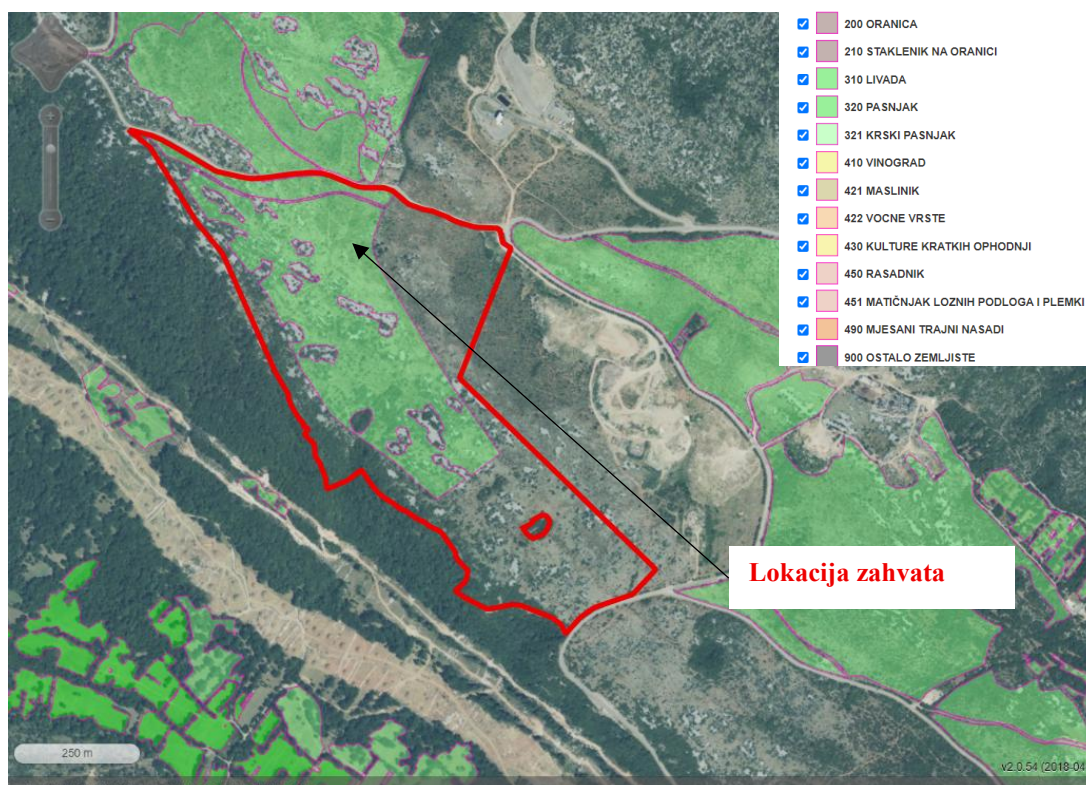 200 ORANICA
210 STAKLENIK NA ORANICI
310 LIVADA
320 PASNJAK
321 KRSKI PASNJAK
410 VINOGRAD
421 MASLINIK
422 VOCNE VRSTE
430 KULTURE KRATKIH OPHODNJI
450 RASADNIK
451 MATIČNJAK LOZNIH PODLOGA I PLEMKI
490 MJESANI TRAJNI NASADI
900 OSTALO ZEMLJISTE
Lokacija zahvata
250 m
v2.0.54 (2018-04